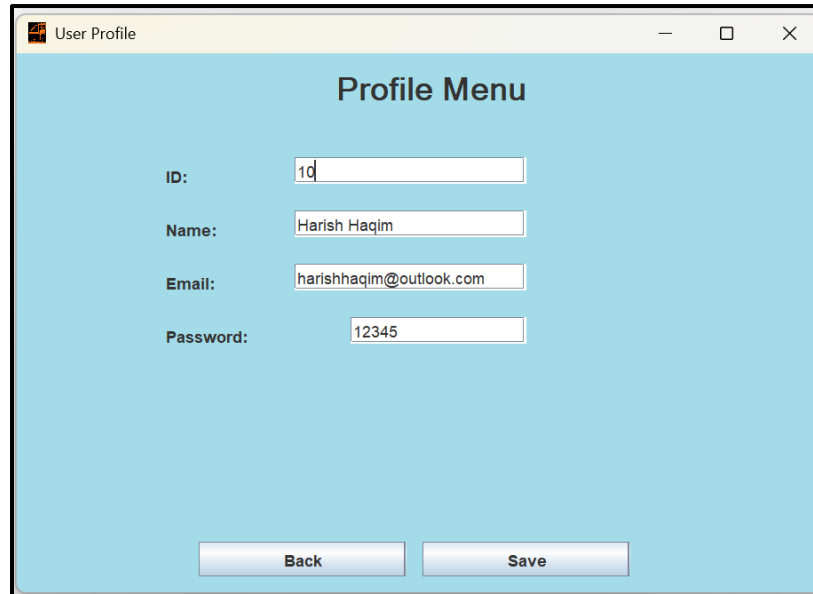 User Profile
Profile Menu
ID: 10
Name: Harish Haqim
Email: harishhaqim@outlook.com
Password: 12345
Back Save